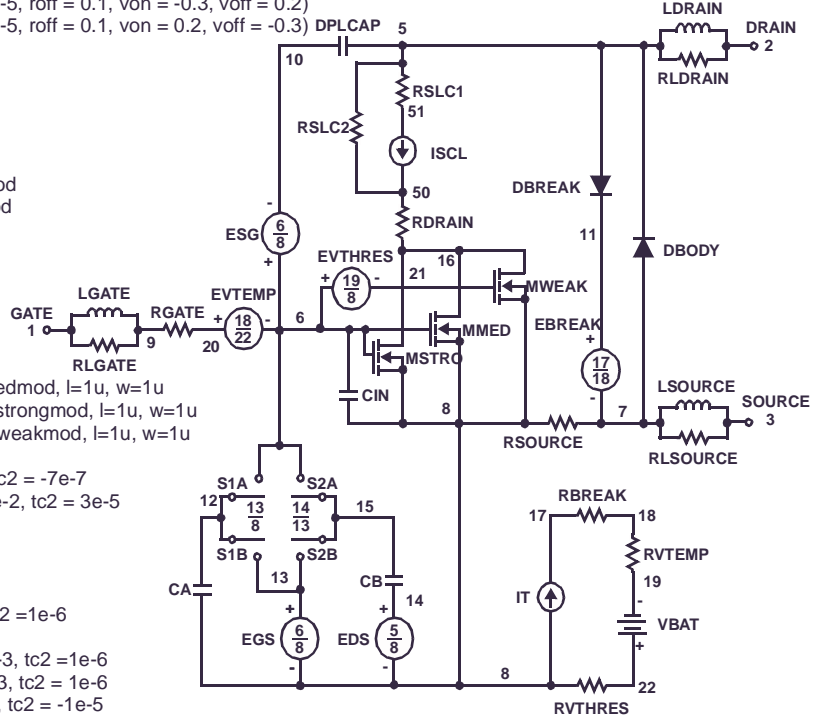 -5, roff = 0.1, von = -0.3, voff = 0.2)
-5, roff = 0.1, von = 0.2, voff = -0.3)
DPLCAP
5
10
LDRAIN
DRAIN
2
RLDRAIN
RSLC1
51
RSLC2
ISCL
50
od
od
DBREAK
RDRAIN
-
ESG
6
8
+
EVTHRES
+
19
8
-
16
21
11
DBODY
MWEAK
LGATE
GATE
1
RGATE
EVTEMP
+
18
22
-
6
9
20
RLGATE
MMED
MSTRO
EBREAK
+
17
18
-
CIN
8
RSOURCE
7
LSOURCE
SOURCE
3
RLSOURCE
edmod, l=1u, w=1u
strongmod, l=1u, w=1u
weakmod, l=1u, w=1u
tc2 = -7e-7
e-2, tc2 = 3e-5
S1A
S2A
12
13
8
14
13
15
S1B
S2B
13
CA
CB
14
+
EGS
6
8
-
+
EDS
5
8
-
RBREAK
17
18
RVTEMP
19
IT
-
VBAT
+
8
22
RVTHRES
2 =1e-6
-3, tc2 =1e-6
3, tc2 = 1e-6
, tc2 = -1e-5